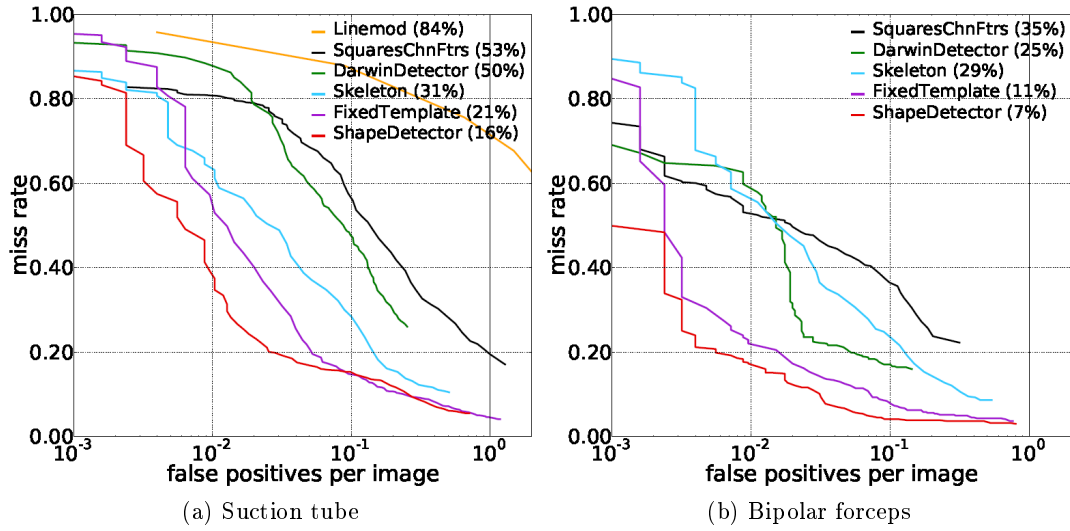 Linemod (84%)
SquaresChnFtrs (53%)
DarwinDetector (50%)
Skeleton (31%)
FixedTemplate (21%)
ShapeDetector (16%)
1.00
0.80
0.60
0.40
0.20
0.00
miss rate
10^-3
10^-2
10^-1
10^0
false positives per image
(a) Suction tube
SquaresChnFtrs (35%)
DarwinDetector (25%)
Skeleton (29%)
FixedTemplate (11%)
ShapeDetector (7%)
1.00
0.80
0.60
0.40
0.20
0.00
miss rate
10^-3
10^-2
10^-1
10^0
false positives per image
(b) Bipolar forceps